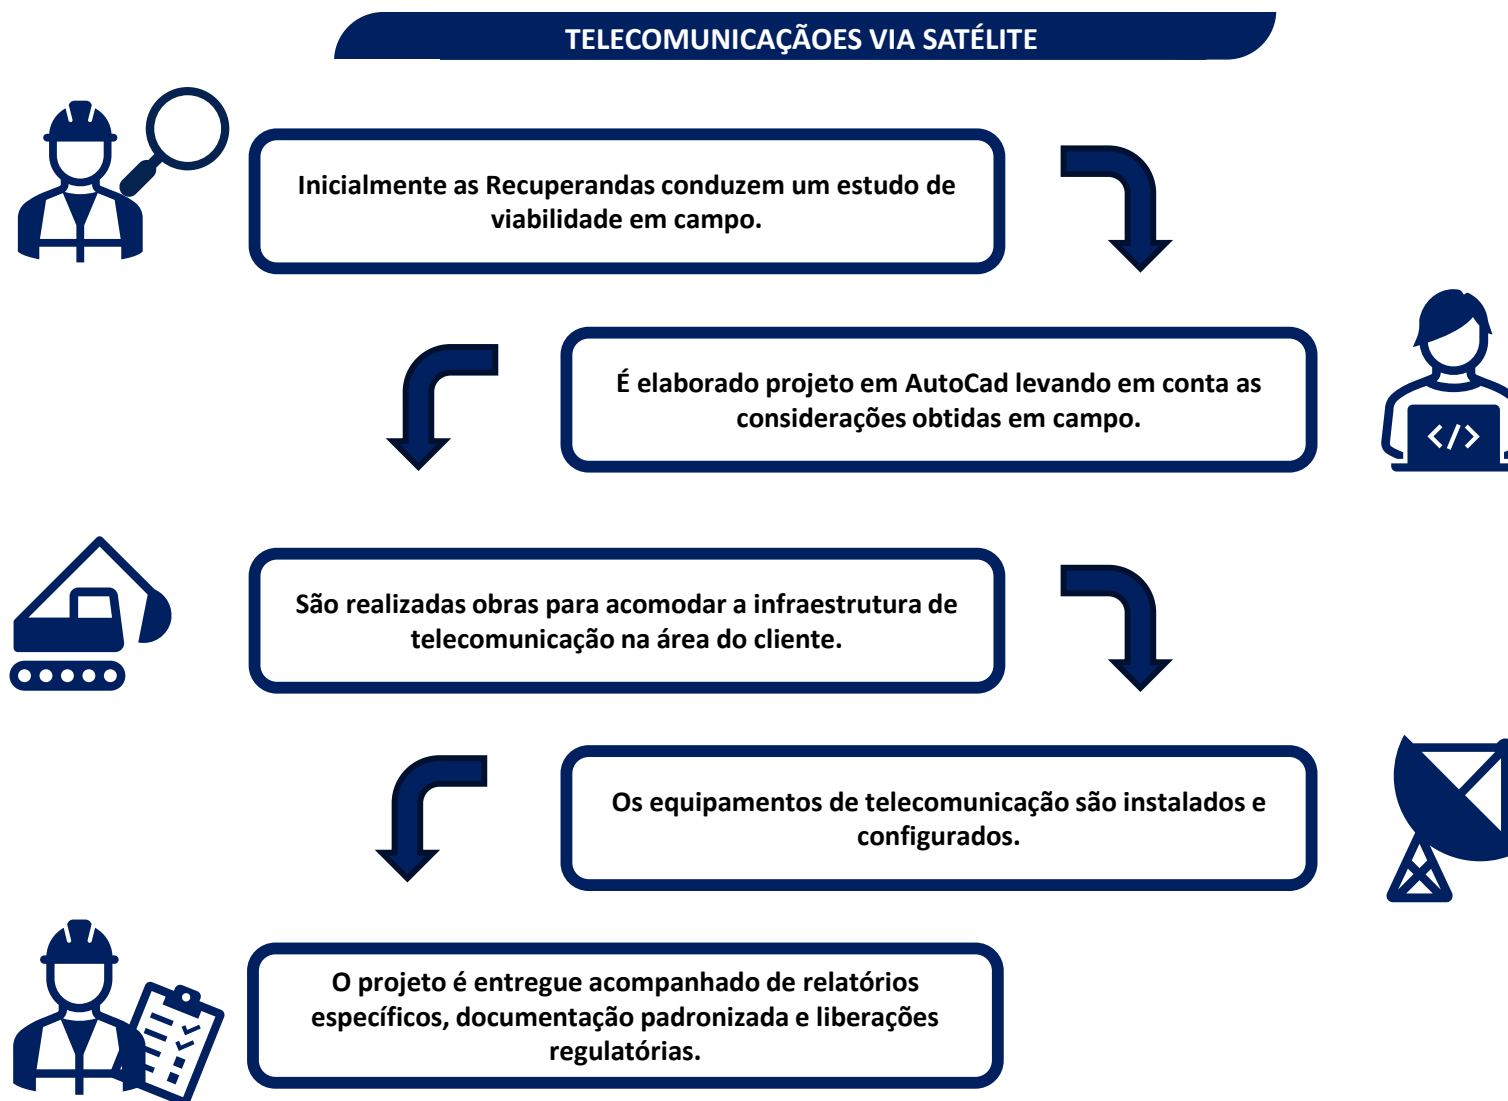 TELECOMUNICAÇÃOES VIA SATÉLITE
Inicialmente as Recuperandas conduzem um estudo de
viabilidade em campo.
É elaborado projeto em AutoCad levando em conta as
considerações obtidas em campo.
</>
São realizadas obras para acomodar a infraestrutura de
telecomunicação na área do cliente.
Os equipamentos de telecomunicação são instalados e
configurados.
O projeto é entregue acompanhado de relatórios
específicos, documentação padronizada e liberações
regulatórias.